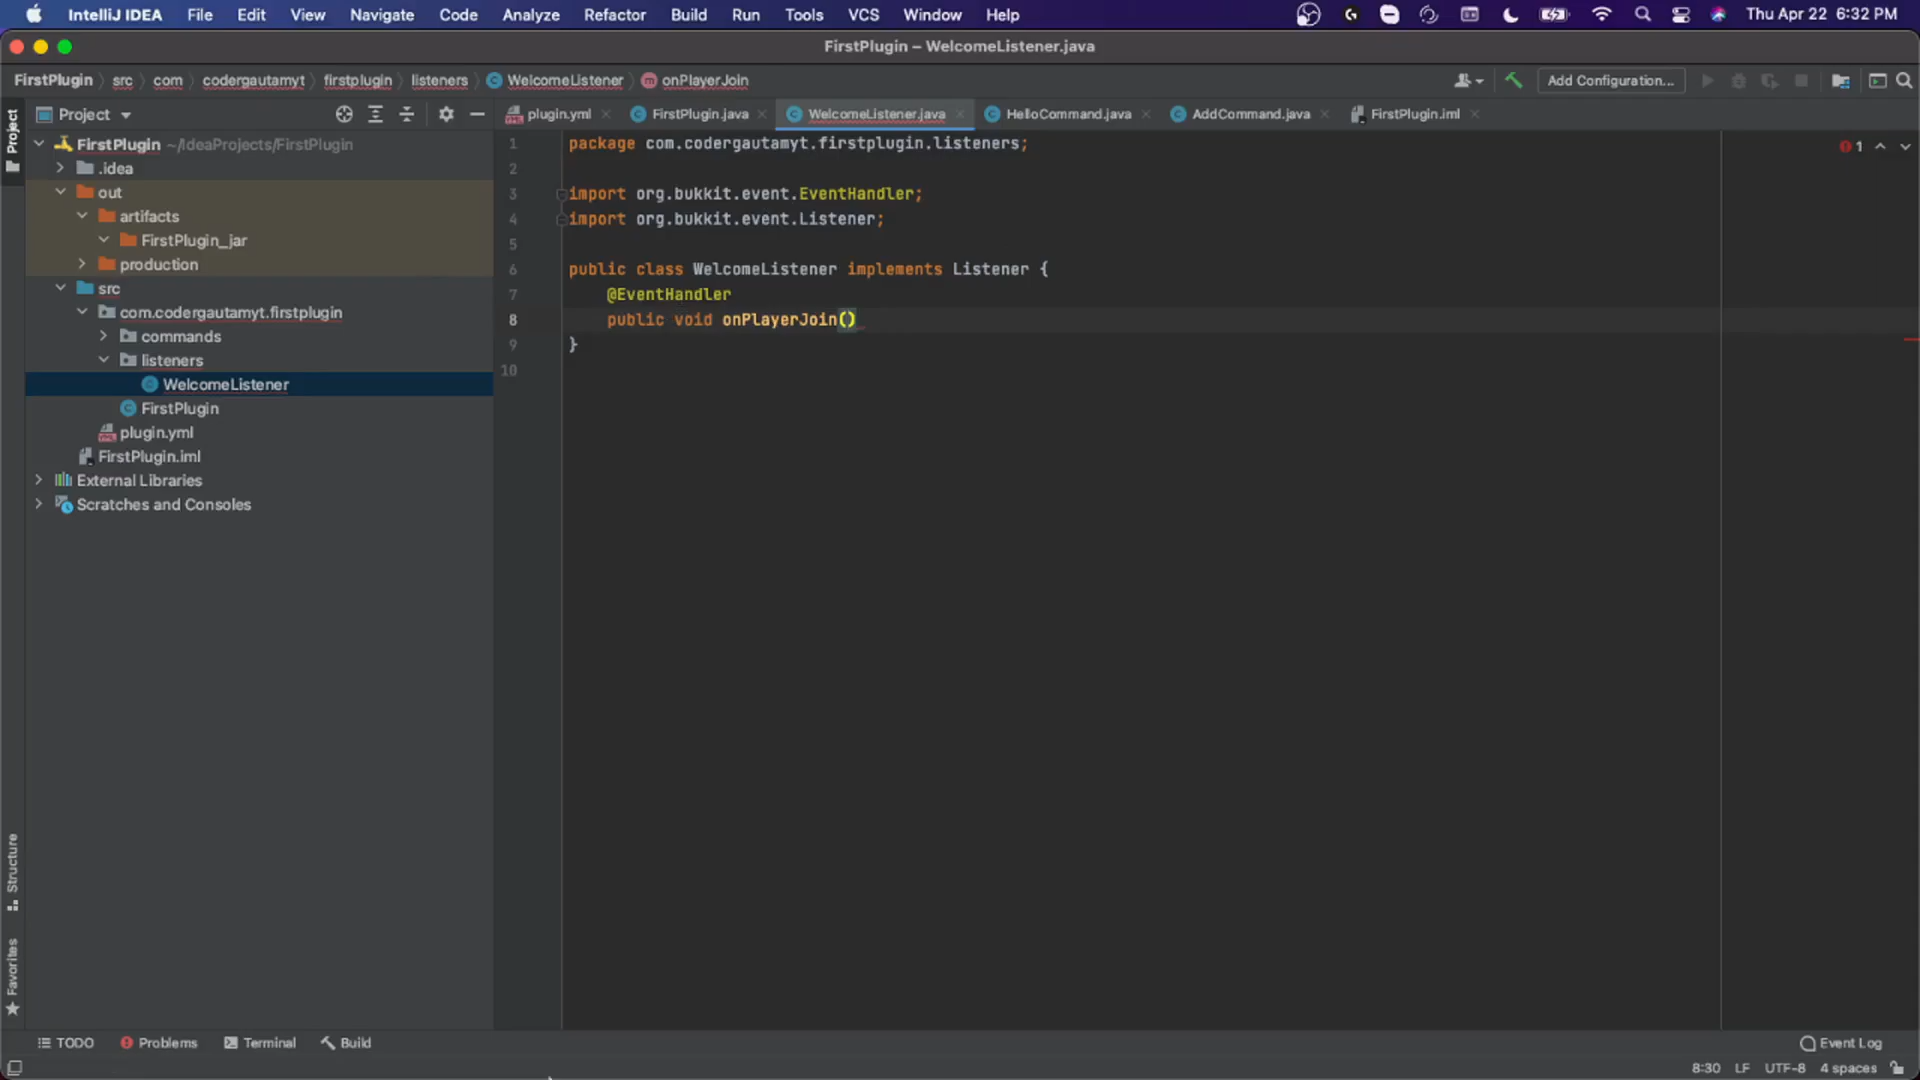 IntelliJ IDEA File Edit View Navigate Code Analyze Refactor Build Run Tools VCS Window Help Thu Apr 22 6:32 PM
FirstPlugin – WelcomeListener.java
FirstPlugin src com codergautamyt firstplugin listeners WelcomeListener onPlayerJoin Add Configuration...
Project plugin.yml FirstPlugin.java WelcomeListener.java HelloCommand.java AddCommand.java FirstPlugin.iml
Project
FirstPlugin ~/IdeaProjects/FirstPlugin
.idea
out
artifacts
FirstPlugin_jar
production
src
com.codergautamyt.firstplugin
commands
listeners
WelcomeListener
FirstPlugin
plugin.yml
FirstPlugin.iml
External Libraries
Scratches and Consoles
1 package com.codergautamyt.firstplugin.listeners;
2
3 import org.bukkit.event.EventHandler;
4 import org.bukkit.event.Listener;
5
6 public class WelcomeListener implements Listener {
7 @EventHandler
8 public void onPlayerJoin()
9 }
10
1
Structure
Favorites
TODO Problems Terminal Build Event Log
8:30 LF UTF-8 4 spaces